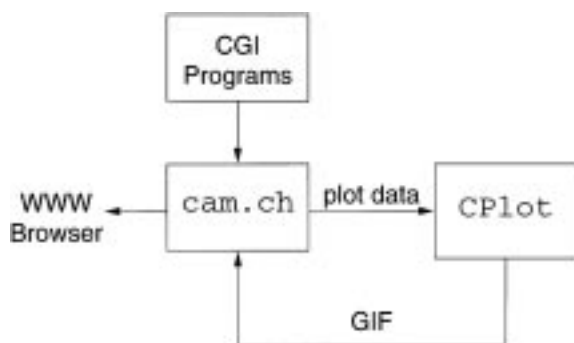 CGI
Programs
WWW
Browser
cam.ch
plot data
CPlot
GIF